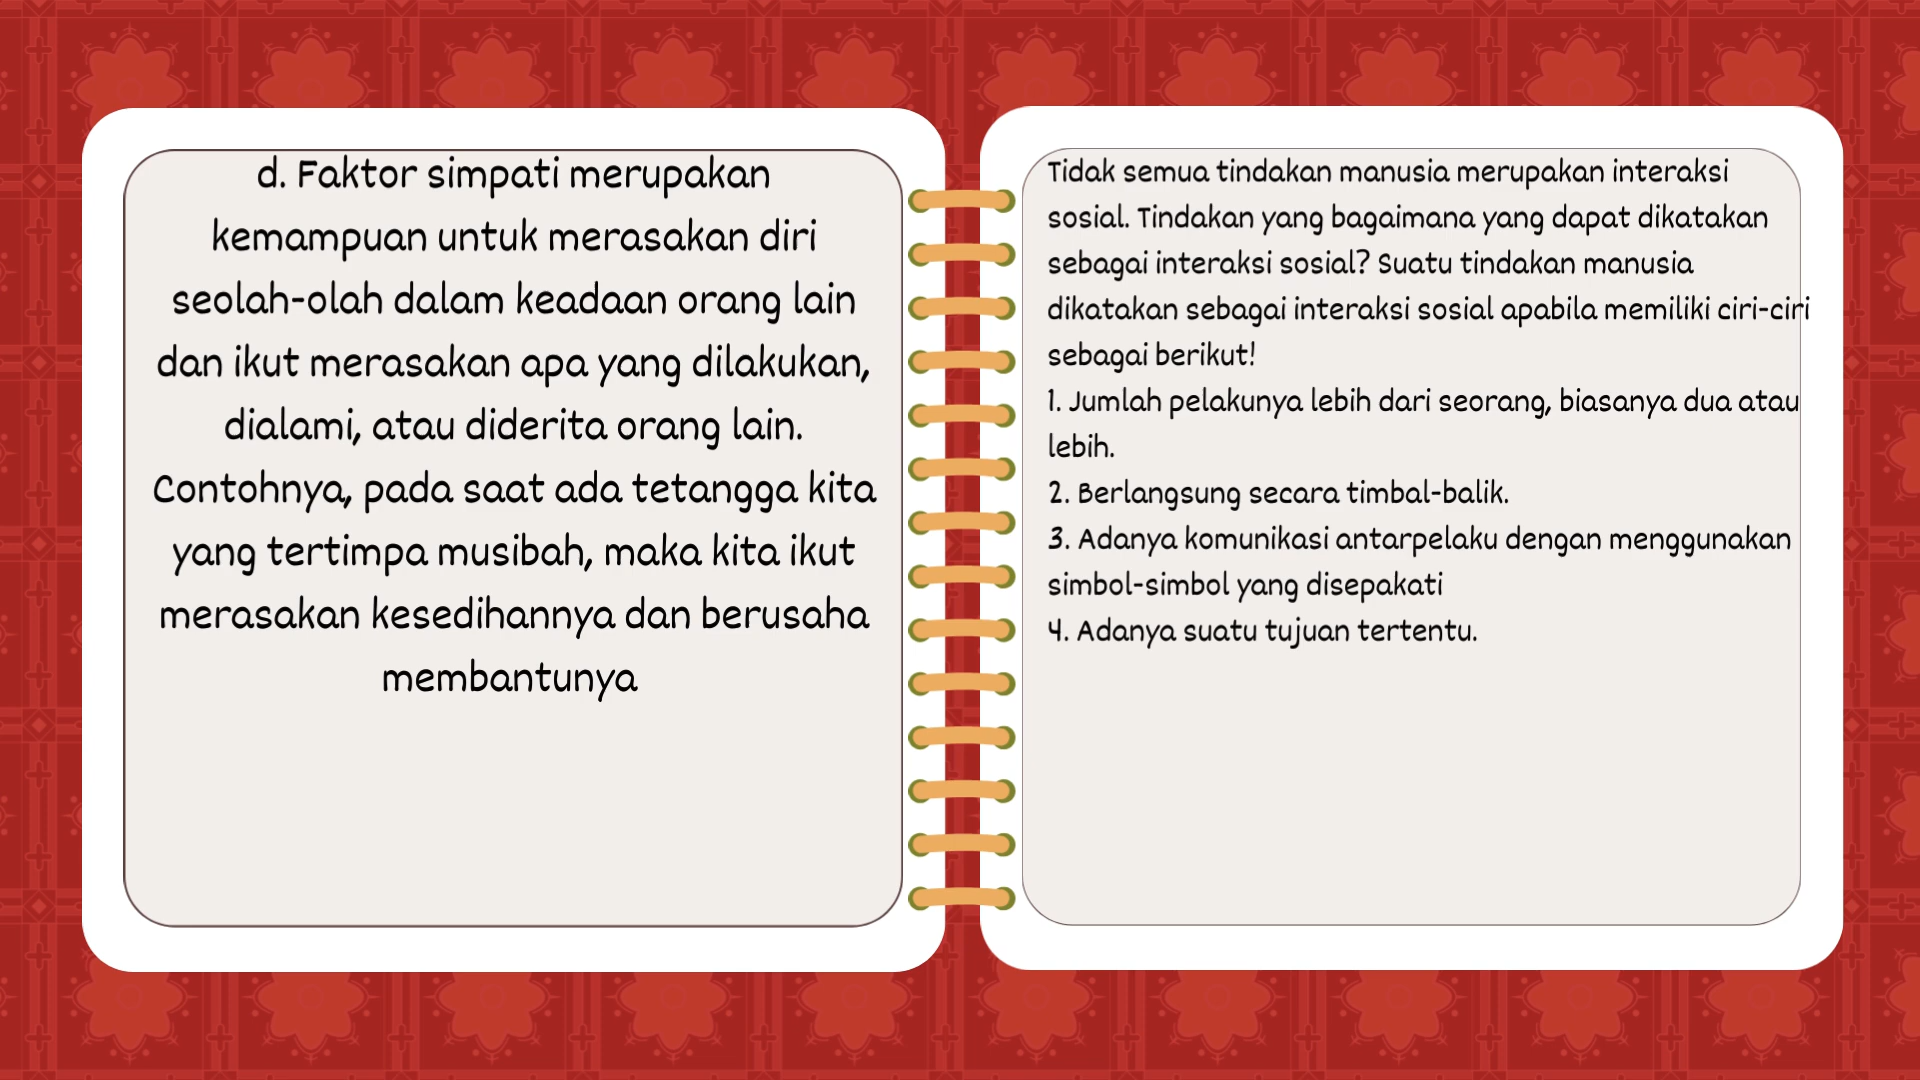 d. Faktor simpati merupakan
kemampuan untuk merasakan diri
seolah-olah dalam keadaan orang lain
dan ikut merasakan apa yang dilakukan,
dialami, atau diderita orang lain.
Contohnya, pada saat ada tetangga kita
yang tertimpa musibah, maka kita ikut
merasakan kesedihannya dan berusaha
membantunya
Tidak semua tindakan manusia merupakan interaksi
sosial. Tindakan yang bagaimana yang dapat dikatakan
sebagai interaksi sosial? Suatu tindakan manusia
dikatakan sebagai interaksi sosial apabila memiliki ciri-ciri
sebagai berikut!
1. Jumlah pelakunya lebih dari seorang, biasanya dua atau
lebih.
2. Berlangsung secara timbal-balik.
3. Adanya komunikasi antarpelaku dengan menggunakan
simbol-simbol yang disepakati
4. Adanya suatu tujuan tertentu.